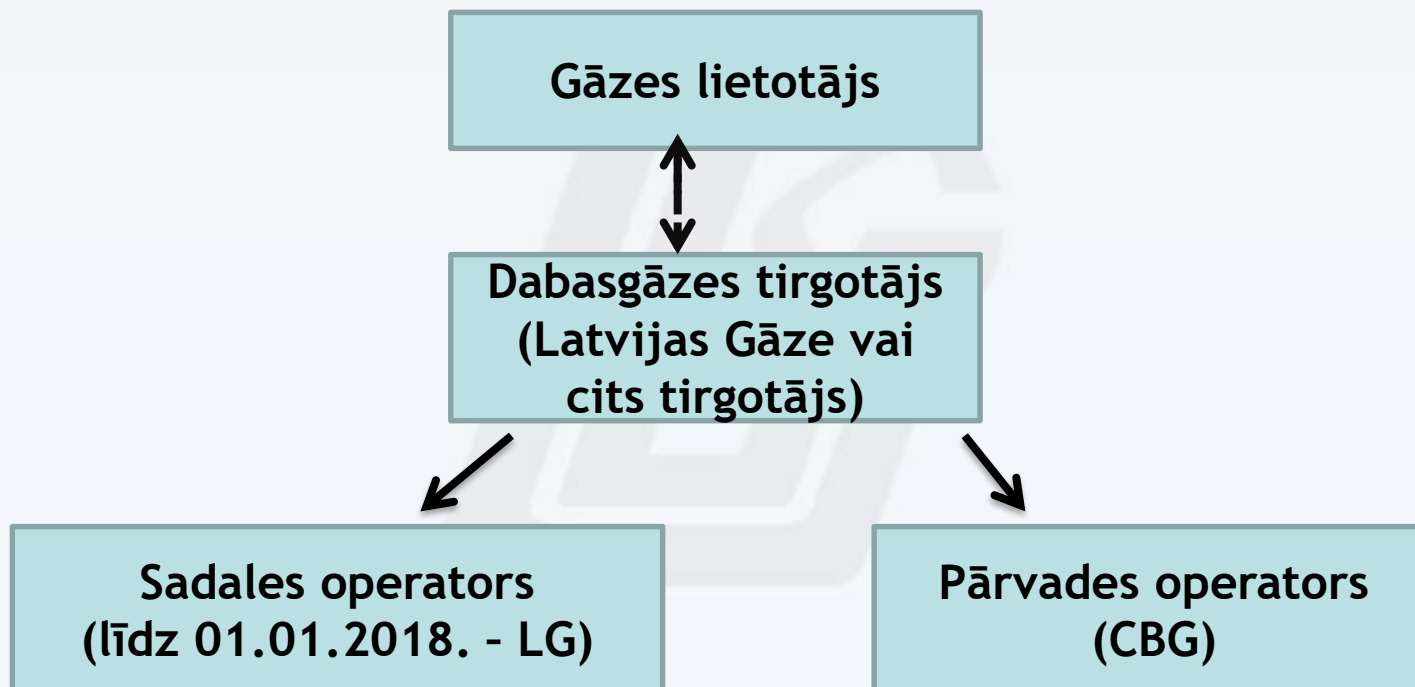 Gāzes lietotājs
Dabasgāzes tirgotājs
(Latvijas Gāze vai
cits tirgotājs)
Sadales operators
(līdz 01.01.2018. – LG)
Pārvades operators
(CBG)